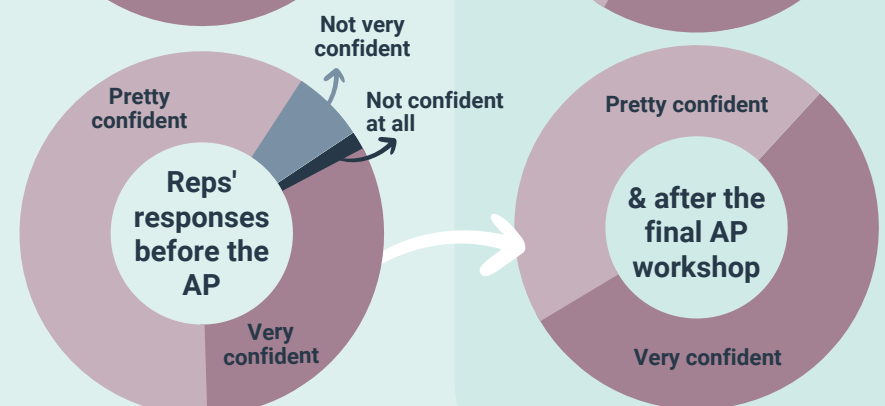 Not very
confident
Not confident
at all
Pretty
confident
Reps'
responses
before the
AP
Very
confident
Pretty confident
& after the
final AP
workshop
Very confident